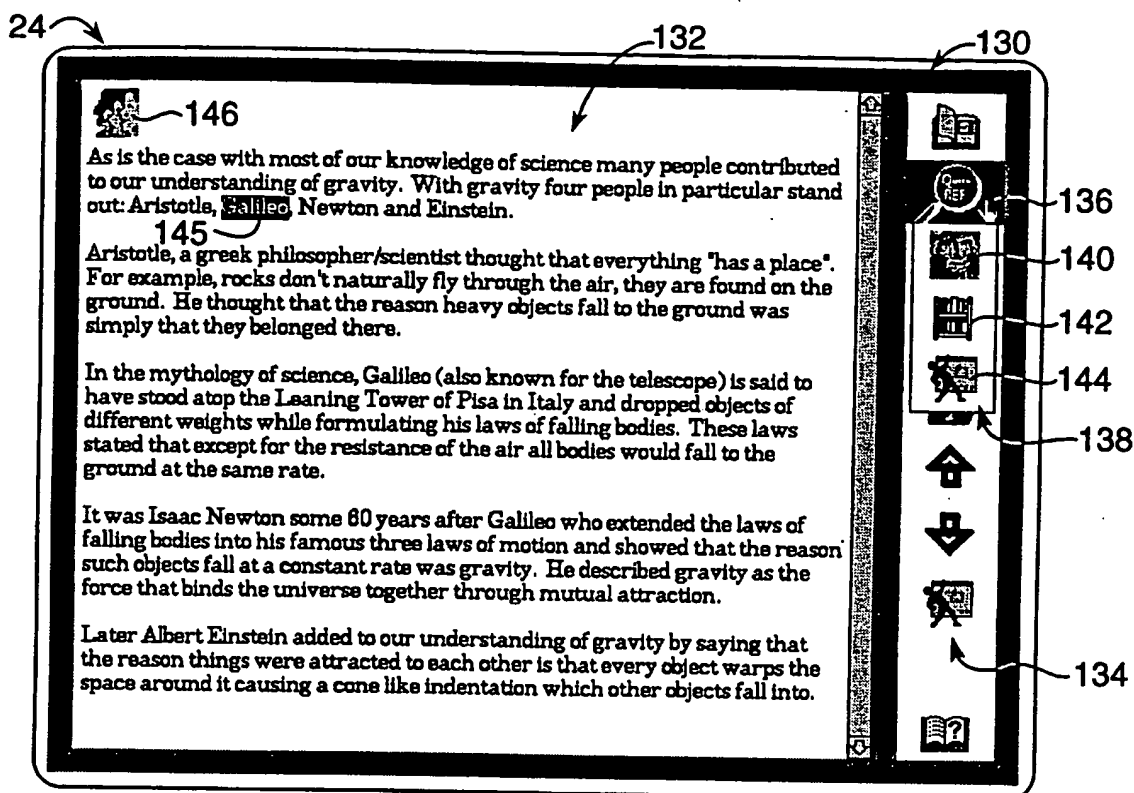 24
132
130
146
As is the case with most of our knowledge of science many people contributed
to our understanding of gravity. With gravity four people in particular stand
out: Aristotle, Galileo, Newton and Einstein.
145
136
REF
Aristotle, a greek philosopher/scientist thought that everything "has a place".
For example, rocks don't naturally fly through the air, they are found on the
ground. He thought that the reason heavy objects fall to the ground was
simply that they belonged there.
140
142
In the mythology of science, Galileo (also known for the telescope) is said to
have stood atop the Leaning Tower of Pisa in Italy and dropped objects of
different weights while formulating his laws of falling bodies. These laws
stated that except for the resistance of the air all bodies would fall to the
ground at the same rate.
144
138
It was Isaac Newton some 60 years after Galileo who extended the laws of
falling bodies into his famous three laws of motion and showed that the reason
such objects fall at a constant rate was gravity. He described gravity as the
force that binds the universe together through mutual attraction.
Later Albert Einstein added to our understanding of gravity by saying that
the reason things were attracted to each other is that every object warps the
space around it causing a cone like indentation which other objects fall into.
134
?